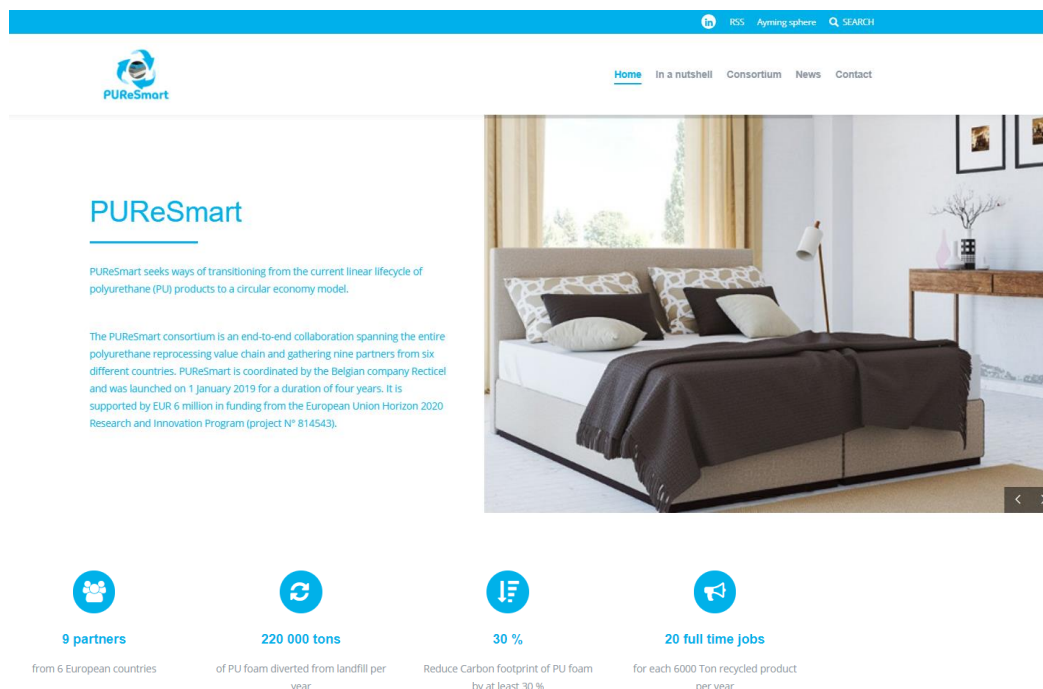 in RSS Ayming sphere SEARCH
PUReSmart
Home In a nutshell Consortium News Contact
PUReSmart
PUReSmart seeks ways of transitioning from the current linear lifecycle of
polyurethane (PU) products to a circular economy model.
The PUReSmart consortium is an end-to-end collaboration spanning the entire
polyurethane reprocessing value chain and gathering nine partners from six
different countries. PUReSmart is coordinated by the Belgian company Recticel
and was launched on 1 January 2019 for a duration of four years. It is
supported by EUR 6 million in funding from the European Union Horizon 2020
Research and Innovation Program (project N° 814543).
9 partners
from 6 European countries
220 000 tons
of PU foam diverted from landfill per
year
30 %
Reduce Carbon footprint of PU foam
by at least 30 %
20 full time jobs
for each 6000 Ton recycled product
per year